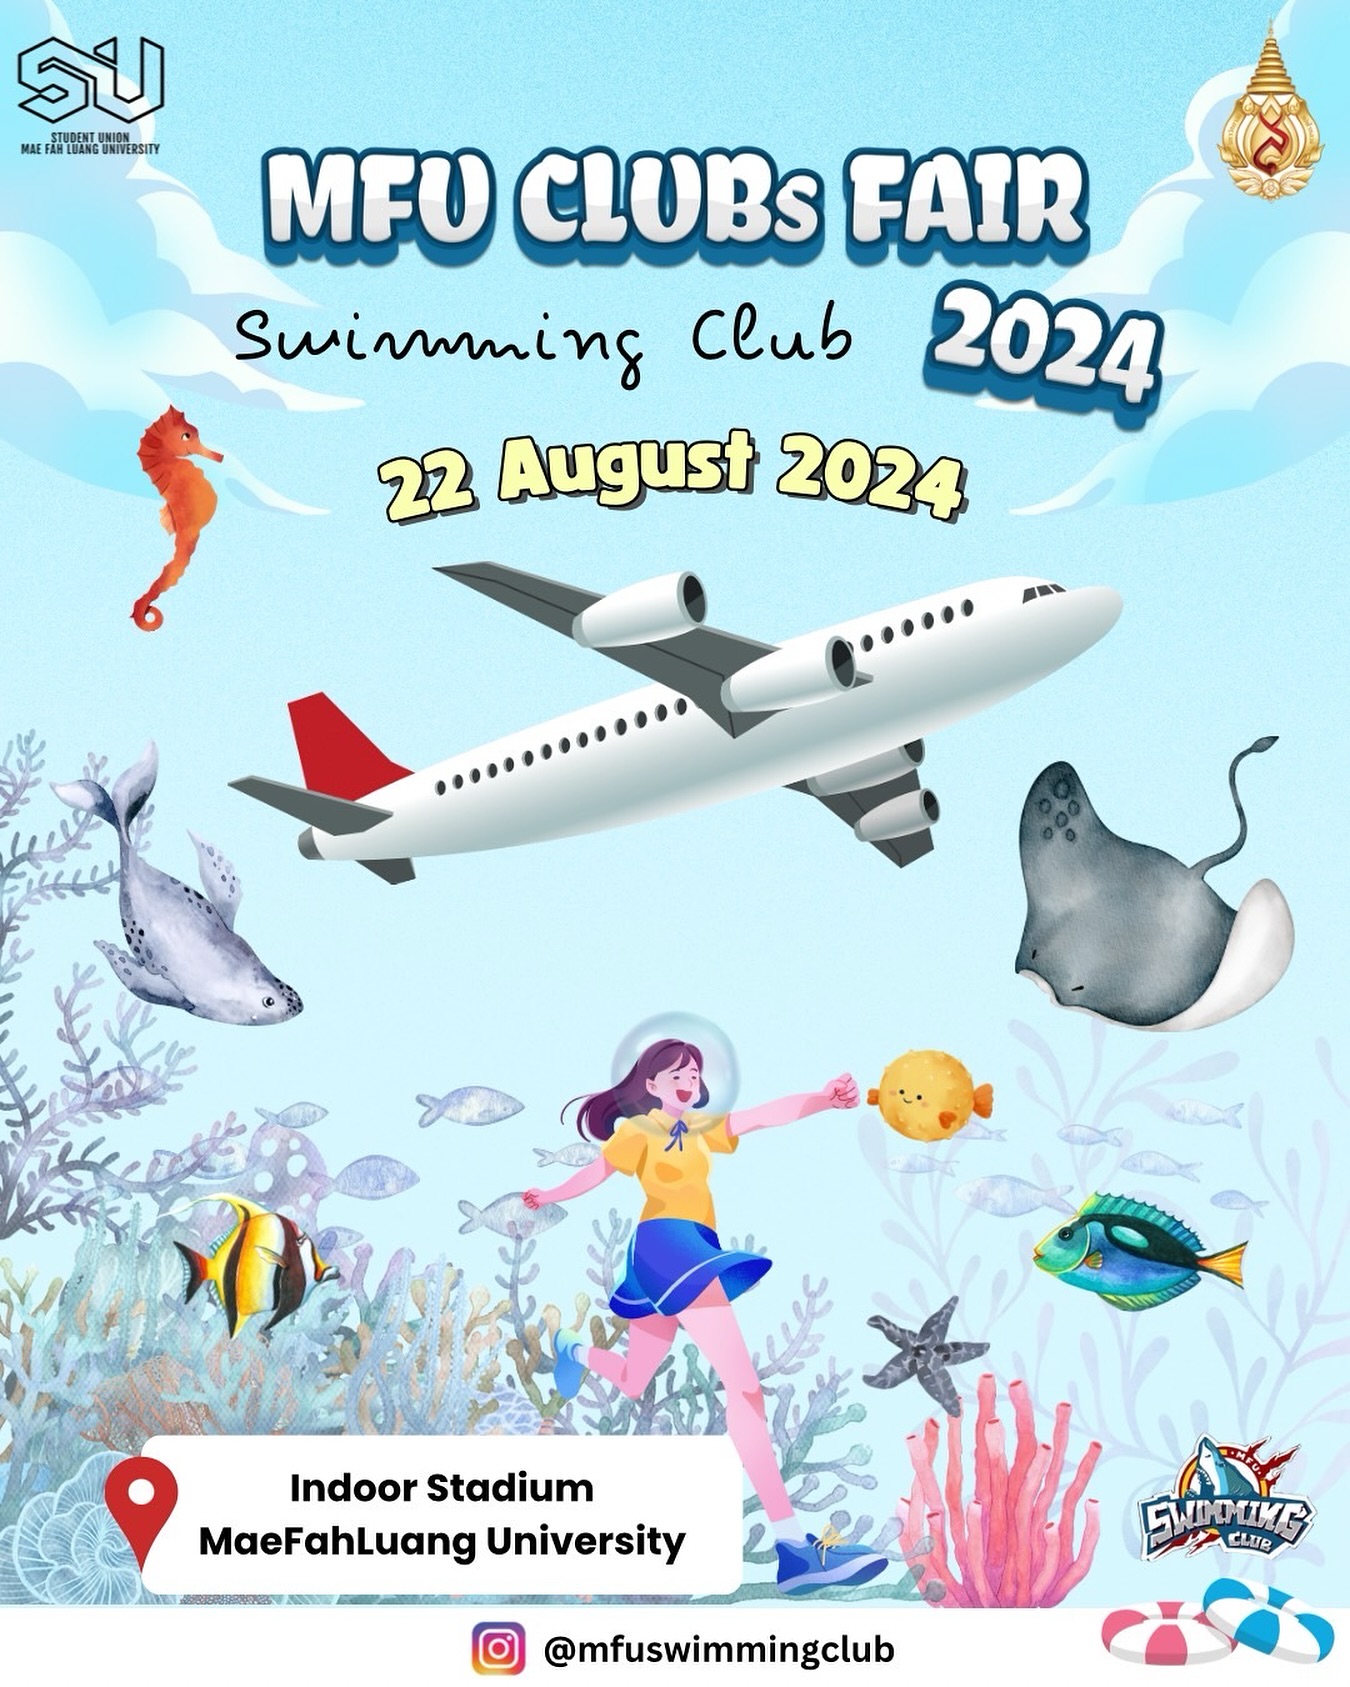 SU
STUDENT UNION
MAE FAH LUANG UNIVERSITY
MFU CLUBs FAIR
2024
Swimming Club
22 August 2024
Indoor Stadium
MaeFahLuang University
MFU
SWIMMING
CLUB
@mfuswimmingclub